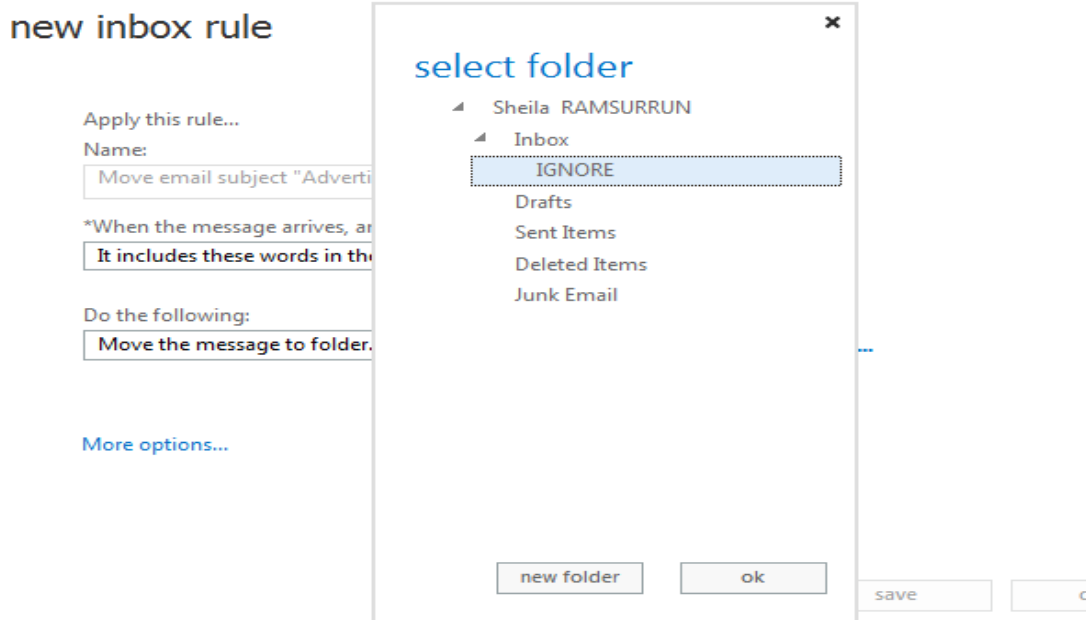 new inbox rule
Apply this rule...
Name:
Move email subject "Adverti
*When the message arrives, an
It includes these words in the
Do the following:
Move the message to folder.
More options...
select folder
Sheila RAMSURRUN
Inbox
IGNORE
Drafts
Sent Items
Deleted Items
Junk Email
new folder
ok
...
save